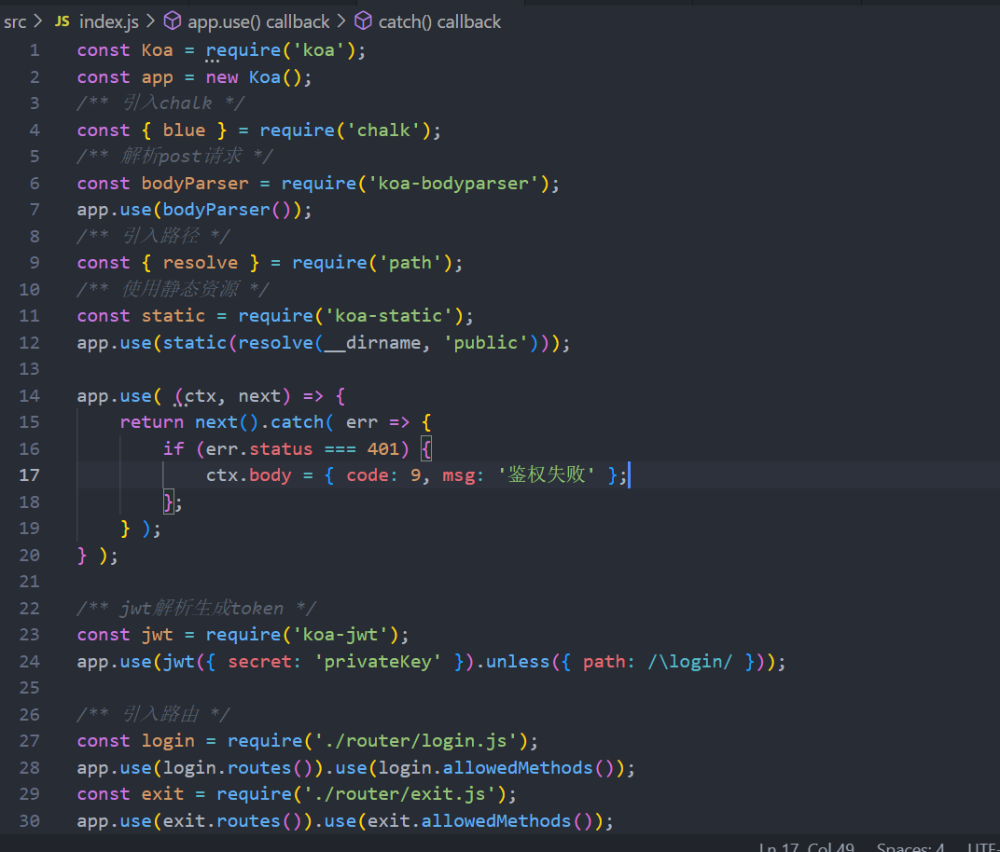 src > JS index.js > app.use() callback > catch() callback
1 const Koa = require('koa');
2 const app = new Koa();
3 /** 引入chalk */
4 const { blue } = require('chalk');
5 /** 解析post请求 */
6 const bodyParser = require('koa-bodyparser');
7 app.use(bodyParser());
8 /** 引入路径 */
9 const { resolve } = require('path');
10 /** 使用静态资源 */
11 const static = require('koa-static');
12 app.use(static(resolve(__dirname, 'public')));
13
14 app.use( (ctx, next) => {
15     return next().catch( err => {
16         if (err.status === 401) {
17             ctx.body = { code: 9, msg: '鉴权失败' };
18         };
19     } );
20 } );
21
22 /** jwt解析生成token */
23 const jwt = require('koa-jwt');
24 app.use(jwt({ secret: 'privateKey' }).unless({ path: /\login/ }));
25
26 /** 引入路由 */
27 const login = require('./router/login.js');
28 app.use(login.routes()).use(login.allowedMethods());
29 const exit = require('./router/exit.js');
30 app.use(exit.routes()).use(exit.allowedMethods());
Ln 17, Col 49 Spaces: 4 UTF-